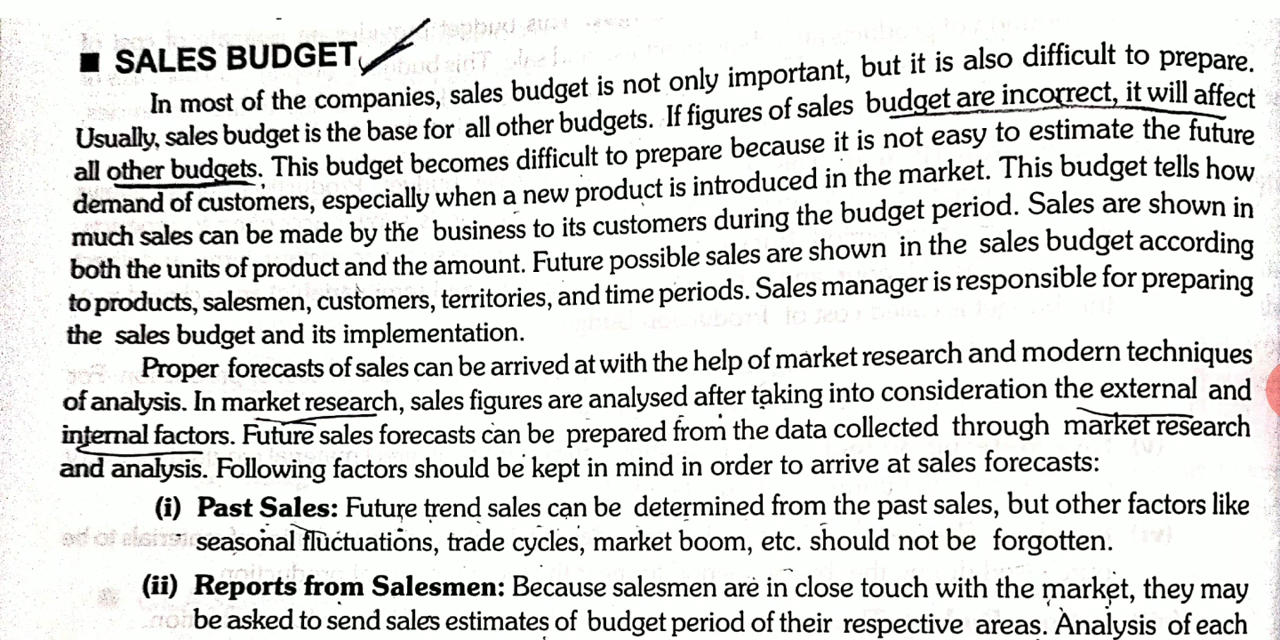 ■ SALES BUDGET
In most of the companies, sales budget is not only important, but it is also difficult to prepare.
Usually, sales budget is the base for all other budgets. If figures of sales budget are incorrect, it will affect
all other budgets. This budget becomes difficult to prepare because it is not easy to estimate the future
demand of customers, especially when a new product is introduced in the market. This budget tells how
much sales can be made by the business to its customers during the budget period. Sales are shown in
both the units of product and the amount. Future possible sales are shown in the sales budget according
to products, salesmen, customers, territories, and time periods. Sales manager is responsible for preparing
the sales budget and its implementation.
Proper forecasts of sales can be arrived at with the help of market research and modern techniques
of analysis. In market research, sales figures are analysed after taking into consideration the external and
internal factors. Future sales forecasts can be prepared from the data collected through market research
and analysis. Following factors should be kept in mind in order to arrive at sales forecasts:
(i) Past Sales: Future trend sales can be determined from the past sales, but other factors like
seasonal fluctuations, trade cycles, market boom, etc. should not be forgotten.
(ii) Reports from Salesmen: Because salesmen are in close touch with the market, they may
be asked to send sales estimates of budget period of their respective areas. Analysis of each